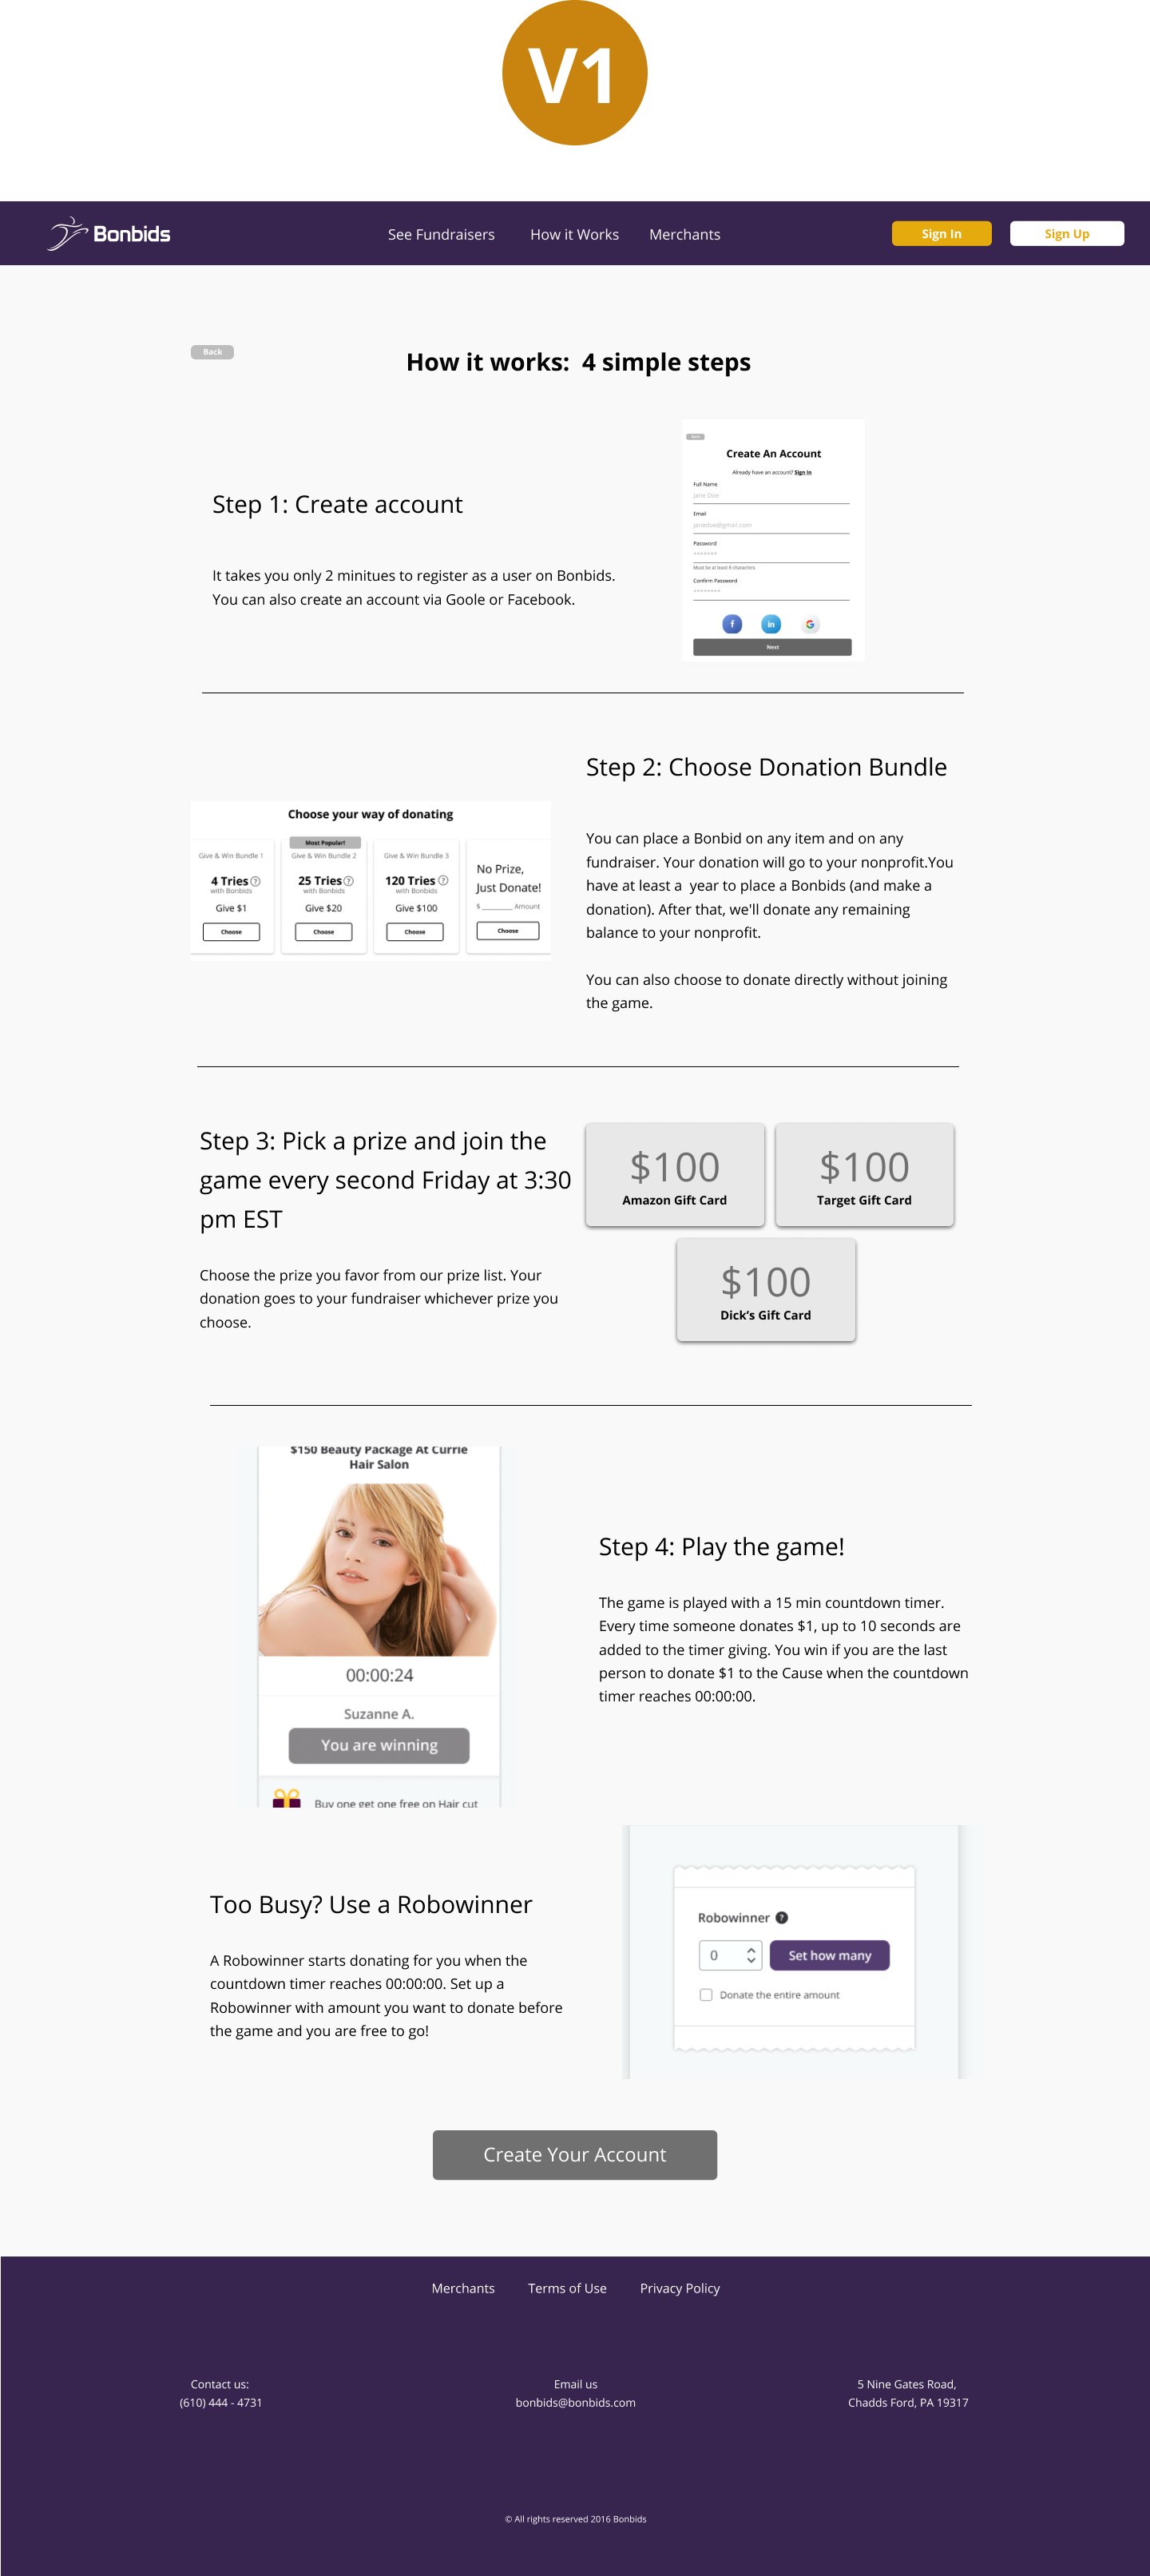 V1
Bonbids
See Fundraisers How it Works Merchants
Sign In Sign Up
Back
How it works:  4 simple steps
Step 1: Create account
It takes you only 2 minitues to register as a user on Bonbids.
You can also create an account via Goole or Facebook.
Back
Create An Account
Already have an account? Sign In
Full Name
Jane Doe
Email
janedoe@gmail.com
Password
********
Must be at least 8 characters
Confirm Password
********
f in G
Next
Choose your way of donating
Give & Win Bundle 1
4 Tries ?
with Bonbids
Give $1
Choose
Most Popular!
Give & Win Bundle 2
25 Tries ?
with Bonbids
Give $20
Choose
Give & Win Bundle 3
120 Tries ?
with Bonbids
Give $100
Choose
No Prize,
Just Donate!
$ ________ Amount
Choose
Step 2: Choose Donation Bundle
You can place a Bonbid on any item and on any
fundraiser. Your donation will go to your nonprofit.You
have at least a  year to place a Bonbids (and make a
donation). After that, we'll donate any remaining
balance to your nonprofit.
You can also choose to donate directly without joining
the game.
Step 3: Pick a prize and join the
game every second Friday at 3:30
pm EST
Choose the prize you favor from our prize list. Your
donation goes to your fundraiser whichever prize you
choose.
$100
Amazon Gift Card
$100
Target Gift Card
$100
Dick’s Gift Card
$150 Beauty Package At Currie
Hair Salon
00:00:24
Suzanne A.
You are winning
Buy one get one free on Hair cut
Step 4: Play the game!
The game is played with a 15 min countdown timer.
Every time someone donates $1, up to 10 seconds are
added to the timer giving. You win if you are the last
person to donate $1 to the Cause when the countdown
timer reaches 00:00:00.
Too Busy? Use a Robowinner
A Robowinner starts donating for you when the
countdown timer reaches 00:00:00. Set up a
Robowinner with amount you want to donate before
the game and you are free to go!
Robowinner ?
0 Set how many
Donate the entire amount
Create Your Account
Merchants Terms of Use Privacy Policy
Contact us:
(610) 444 - 4731
Email us
bonbids@bonbids.com
5 Nine Gates Road,
Chadds Ford, PA 19317
© All rights reserved 2016 Bonbids